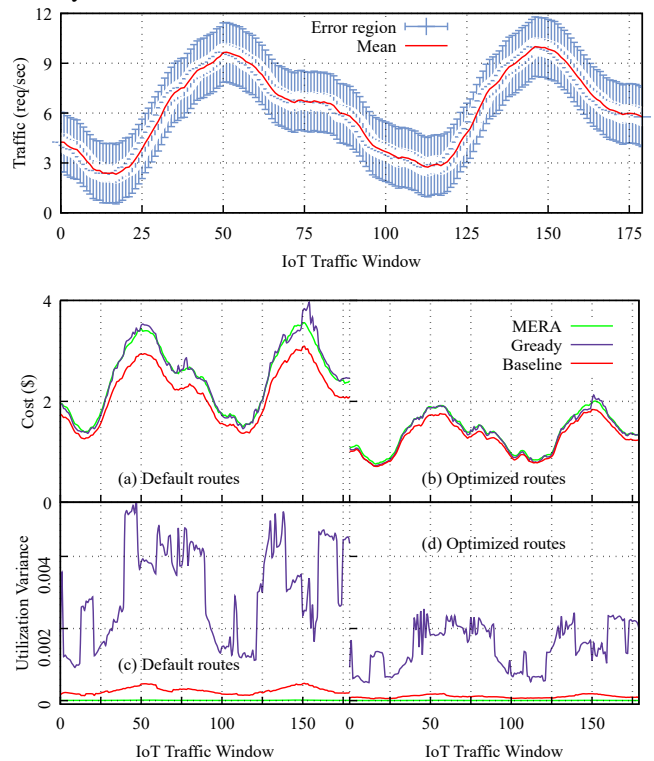 Error region
Mean
12
9
6
3
0
Traffic (req/sec)
0 25 50 75 100 125 150 175
IoT Traffic Window
4
2
0
Cost ($)
MERA
Gready
Baseline
(a) Default routes
(b) Optimized routes
0.004
0.002
0
Utilization Variance
(d) Optimized routes
(c) Default routes
0 50 100 150 0 50 100 150
IoT Traffic Window IoT Traffic Window